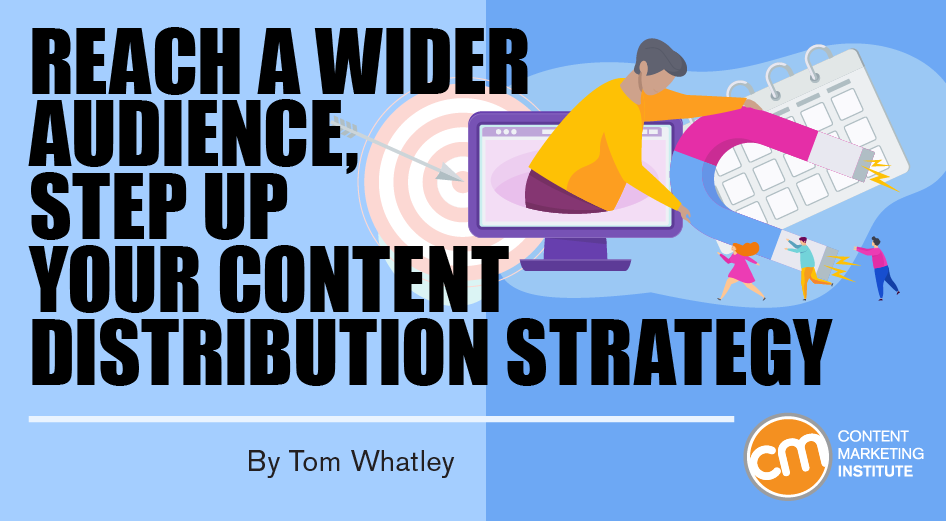 REACH A WIDER
AUDIENCE,
STEP UP
YOUR CONTENT
DISTRIBUTION STRATEGY
By Tom Whatley
cm
CONTENT
MARKETING
INSTITUTE